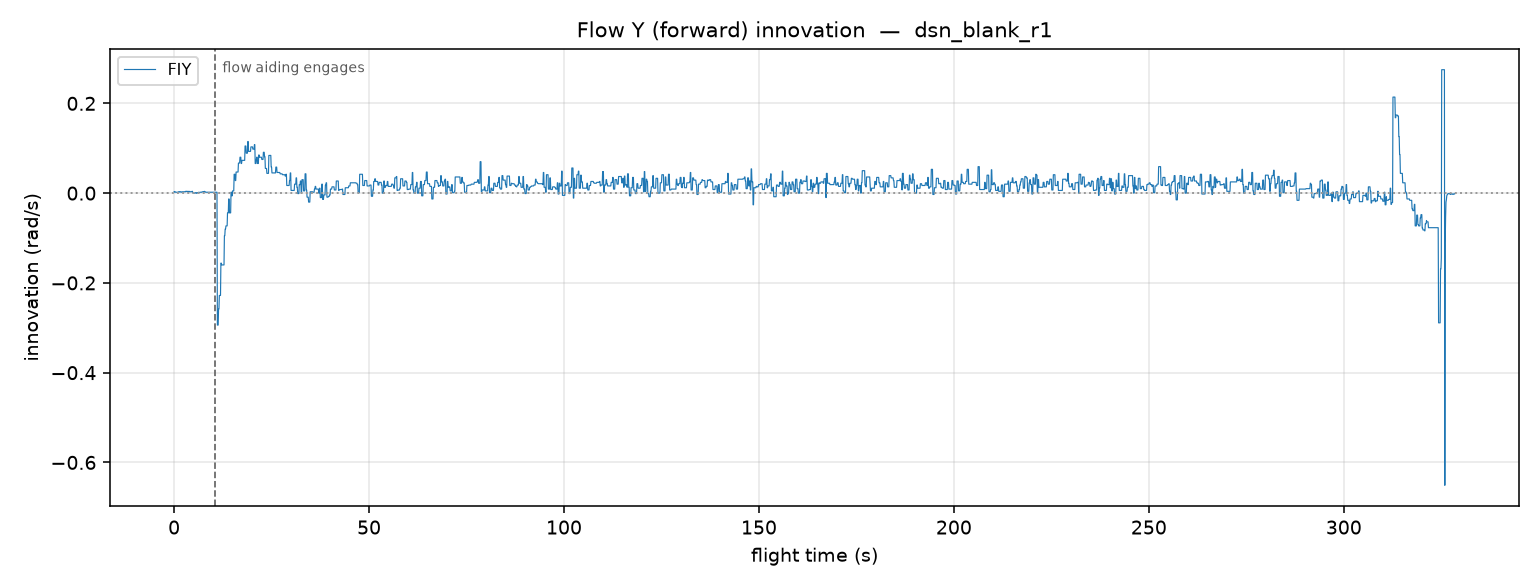 Flow Y (forward) innovation — dsn_blank_r1
FIY
flow aiding engages
innovation (rad/s)
0.2
0.0
−0.2
−0.4
−0.6
0 50 100 150 200 250 300
flight time (s)